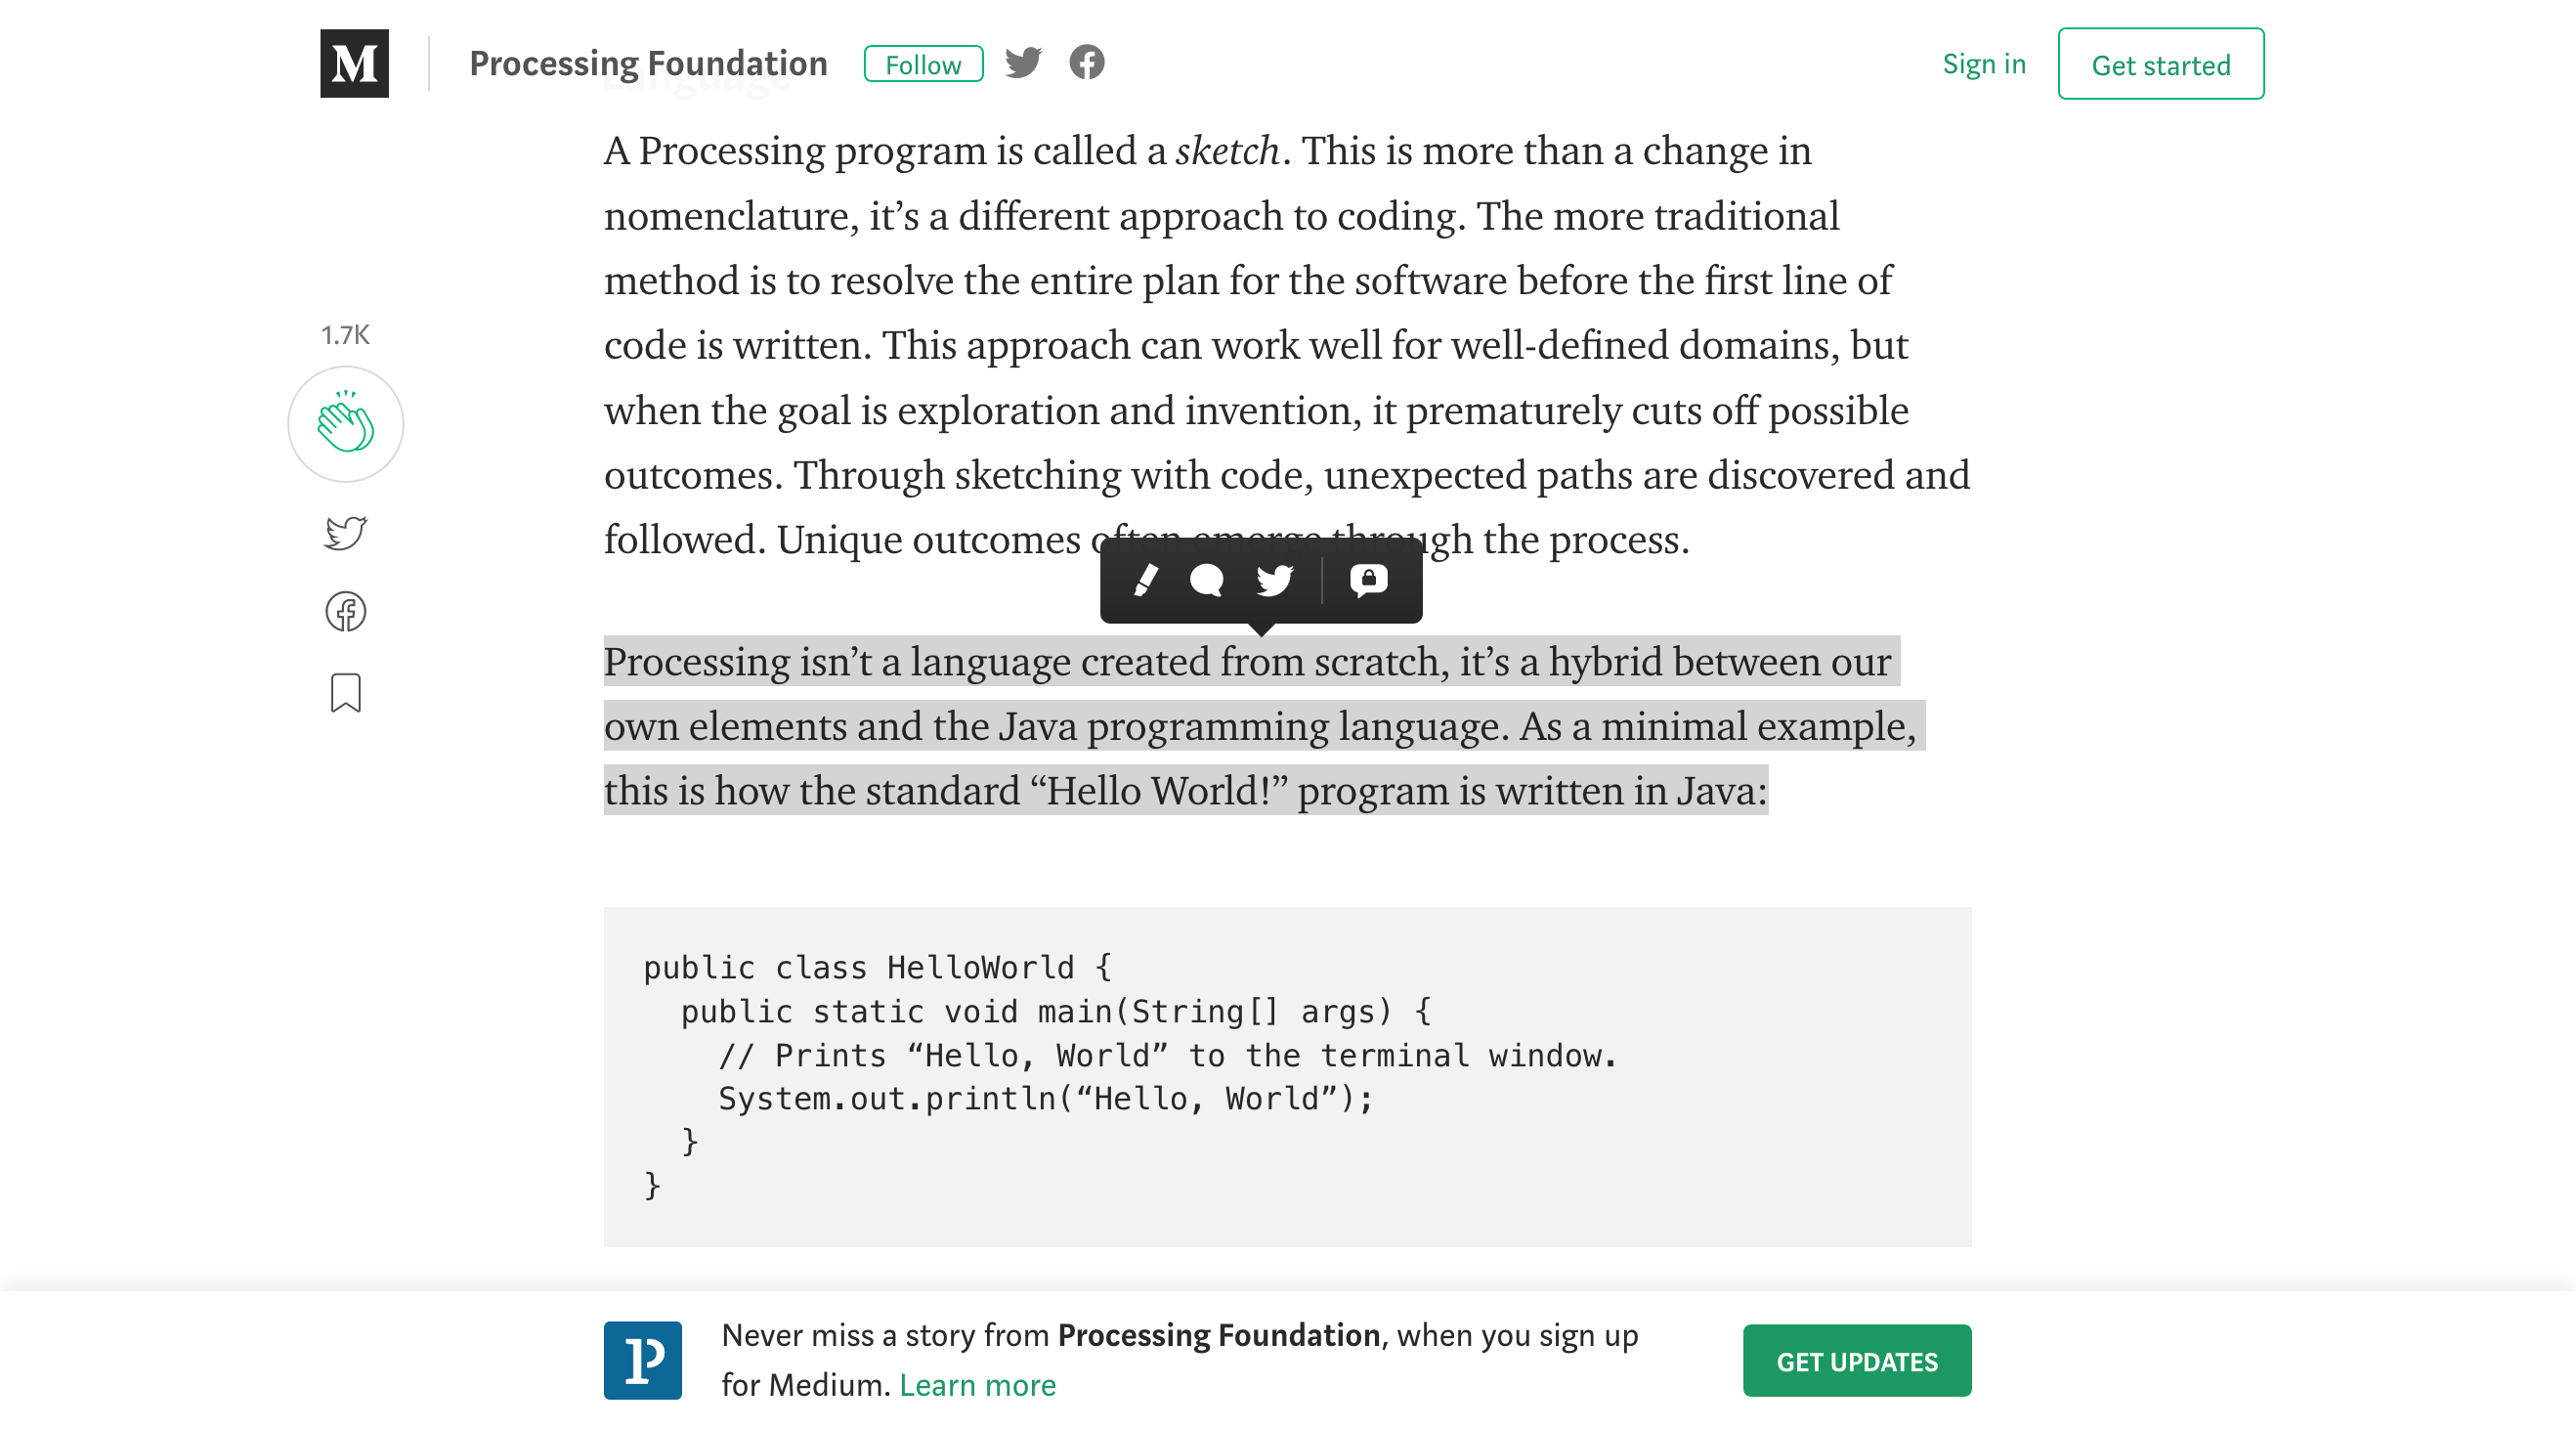 M
Processing Foundation
Follow
Sign in
Get started
Language
A Processing program is called a sketch. This is more than a change in
nomenclature, it’s a different approach to coding. The more traditional
method is to resolve the entire plan for the software before the first line of
code is written. This approach can work well for well-defined domains, but
when the goal is exploration and invention, it prematurely cuts off possible
outcomes. Through sketching with code, unexpected paths are discovered and
followed. Unique outcomes often emerge through the process.
1.7K
Processing isn’t a language created from scratch, it’s a hybrid between our
own elements and the Java programming language. As a minimal example,
this is how the standard “Hello World!” program is written in Java:
public class HelloWorld {
  public static void main(String[] args) {
    // Prints “Hello, World” to the terminal window.
    System.out.println(“Hello, World”);
  }
}
P
Never miss a story from Processing Foundation, when you sign up
for Medium. Learn more
GET UPDATES